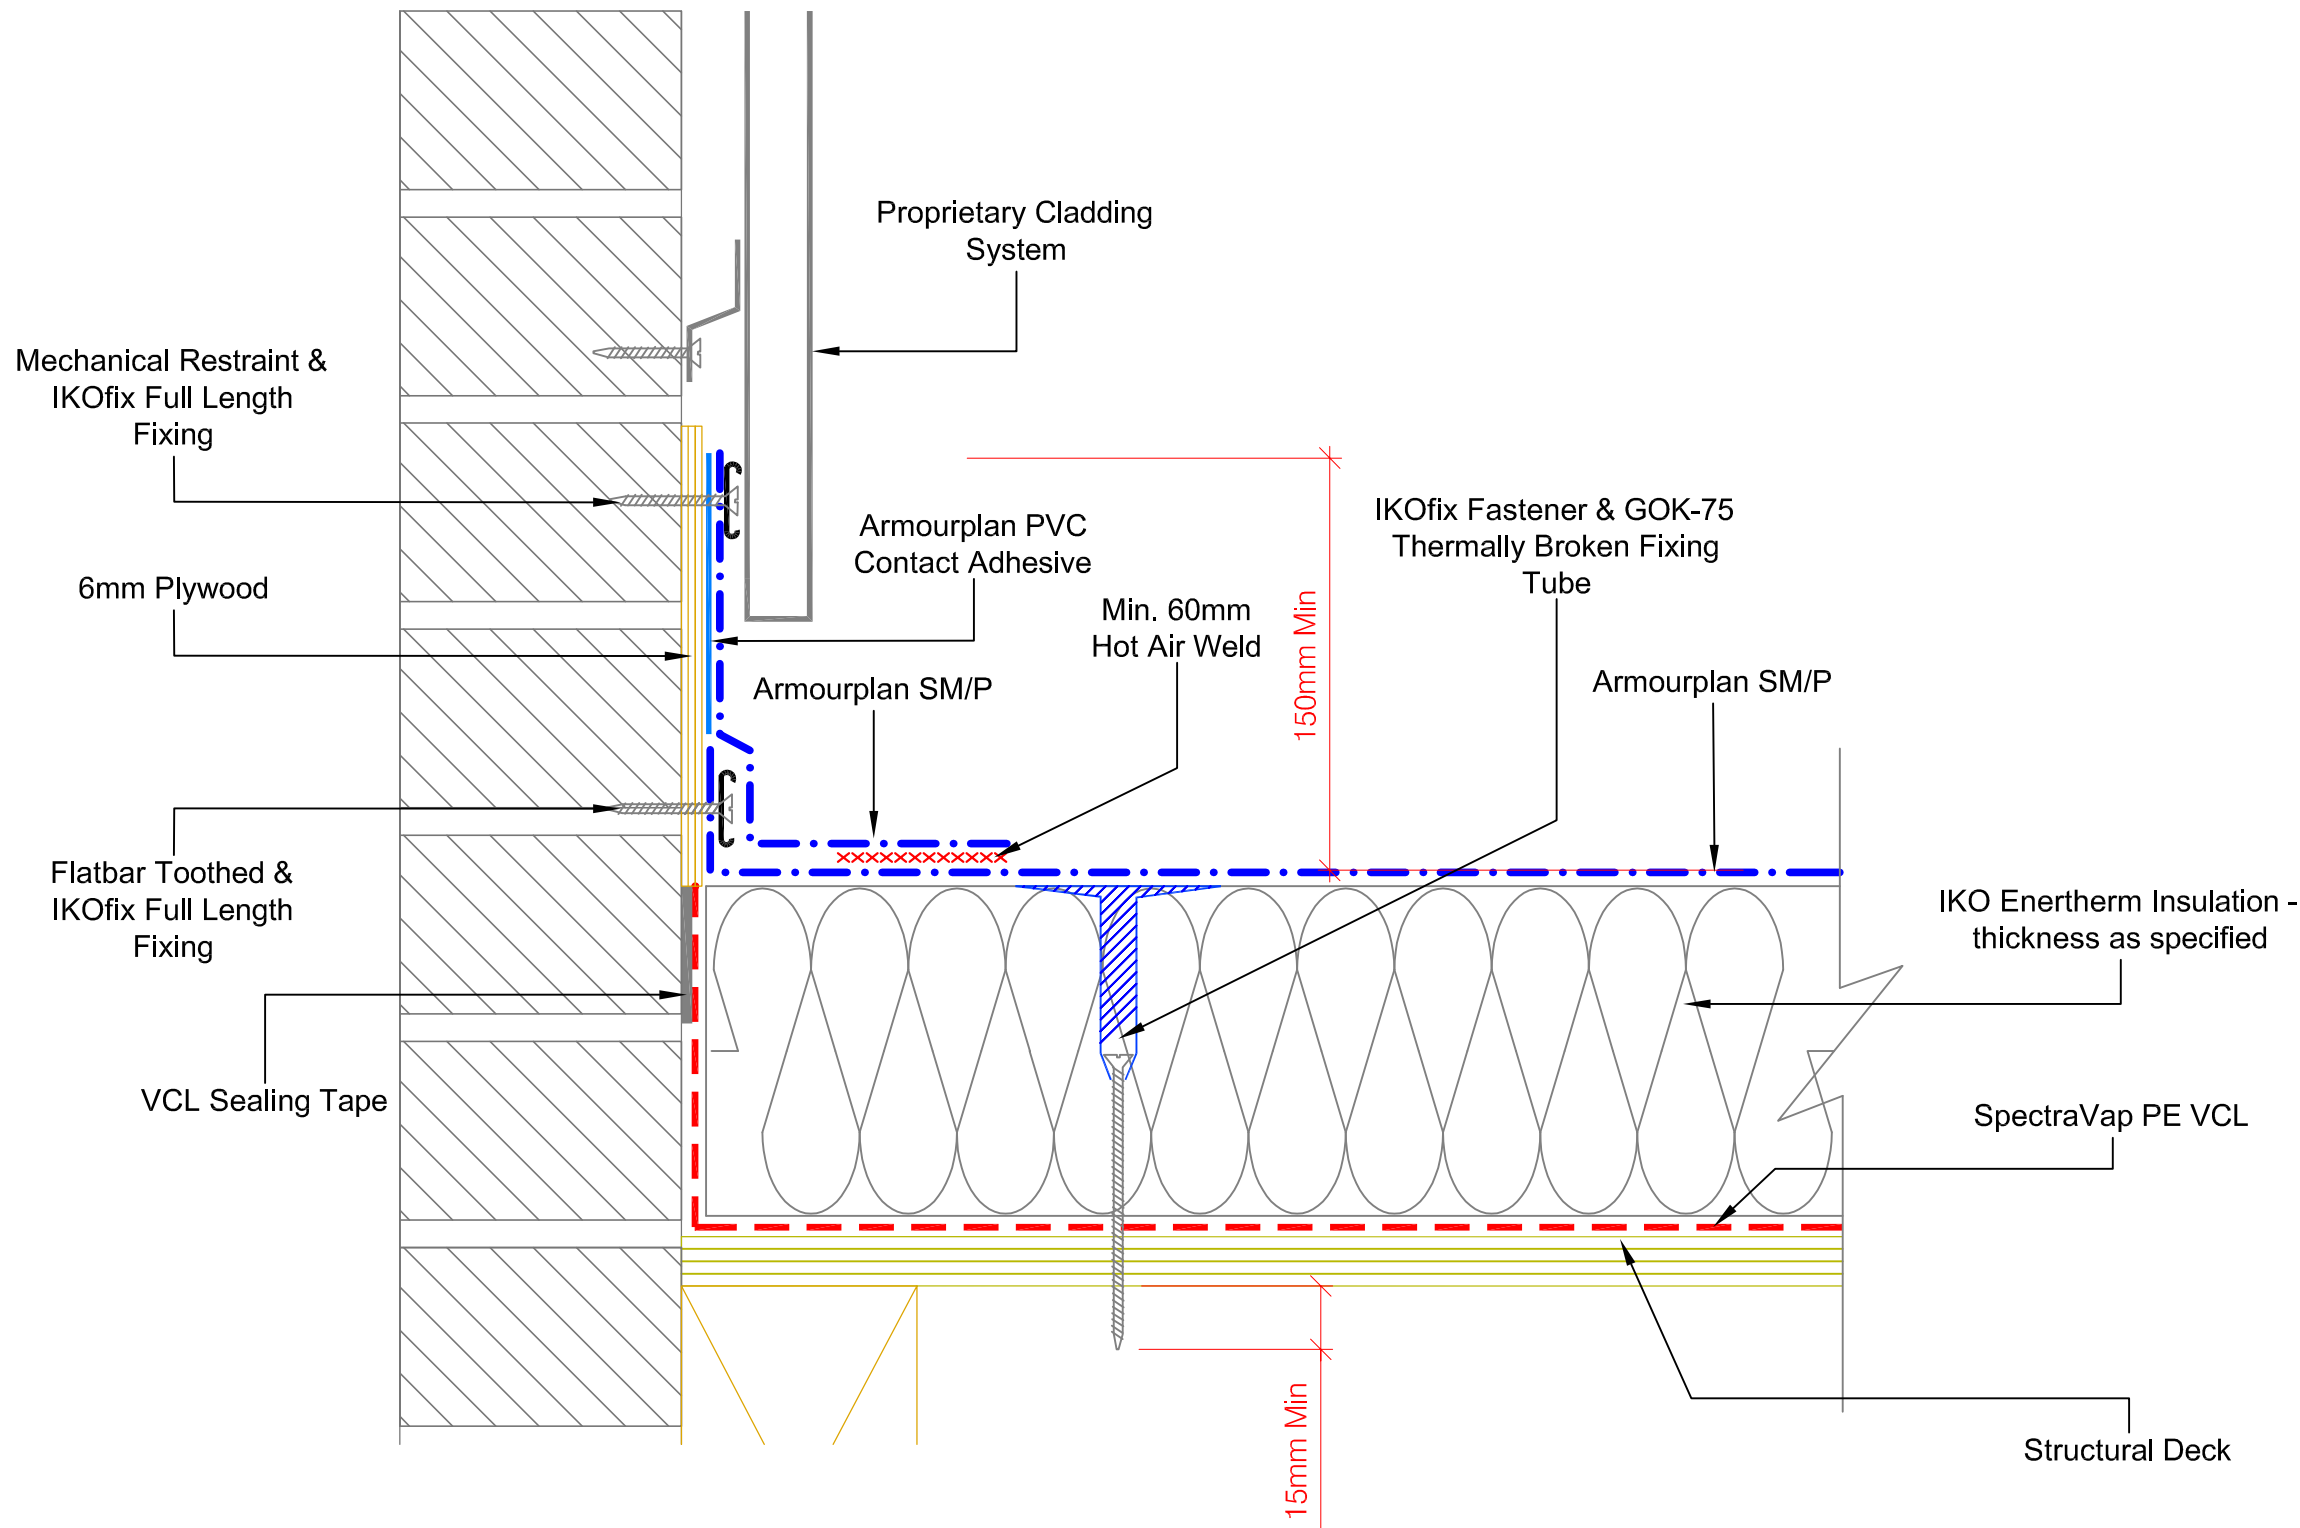 Proprietary Cladding
System
Mechanical Restraint &
IKOfix Full Length
Fixing
Armourplan PVC
Contact Adhesive
IKOfix Fastener & GOK-75
Thermally Broken Fixing
Tube
6mm Plywood
Min. 60mm
Hot Air Weld
150mm Min
Armourplan SM/P
Armourplan SM/P
Flatbar Toothed &
IKOfix Full Length
Fixing
IKO Enertherm Insulation -
thickness as specified
VCL Sealing Tape
SpectraVap PE VCL
15mm Min
Structural Deck